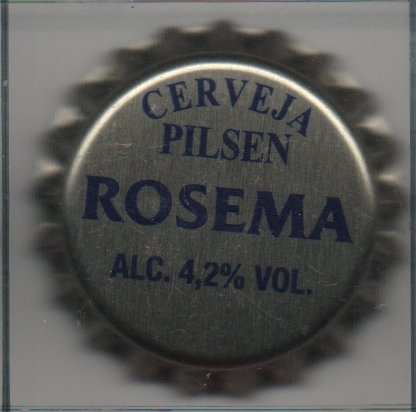 CERVEJA
PILSEN
ROSEMA
ALC. 4,2% VOL.